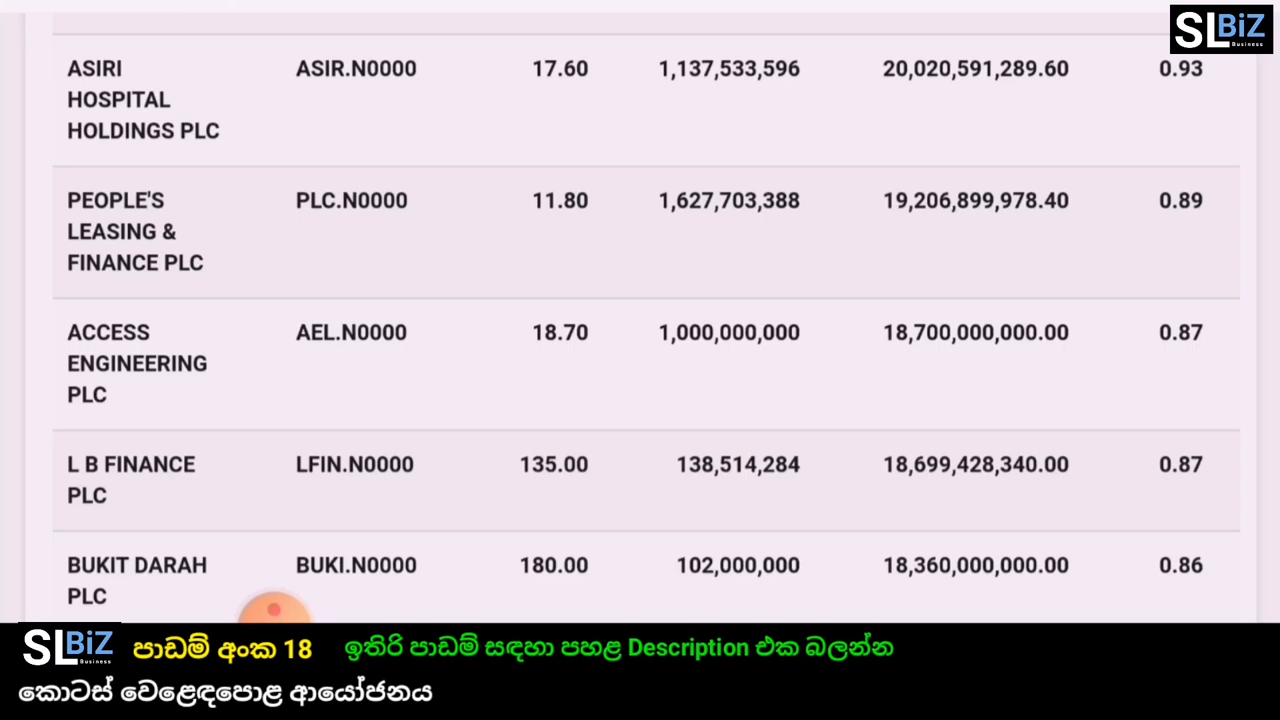 SLBiZ
Business
ASIRI HOSPITAL HOLDINGS PLC ASIR.N0000 17.60 1,137,533,596 20,020,591,289.60 0.93
PEOPLE'S LEASING & FINANCE PLC PLC.N0000 11.80 1,627,703,388 19,206,899,978.40 0.89
ACCESS ENGINEERING PLC AEL.N0000 18.70 1,000,000,000 18,700,000,000.00 0.87
L B FINANCE PLC LFIN.N0000 135.00 138,514,284 18,699,428,340.00 0.87
BUKIT DARAH PLC BUKI.N0000 180.00 102,000,000 18,360,000,000.00 0.86
SLBiZ
Business
පාඩම් අංක 18 ඉතිරි පාඩම් සඳහා පහළ Description එක බලන්න
කොටස් වෙළෙඳපොළ ආයෝජනය